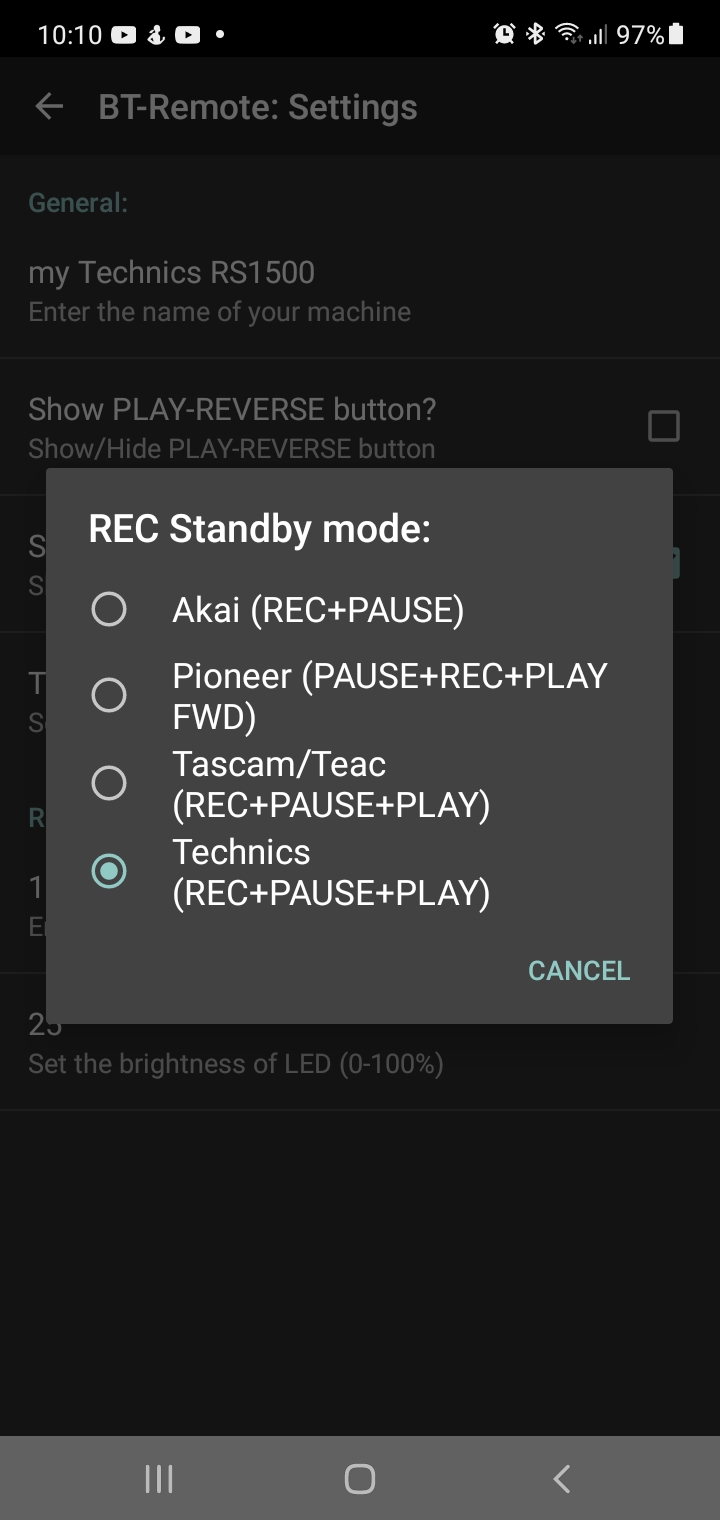 10:10
97%
BT-Remote: Settings
General:
my Technics RS1500
Enter the name of your machine
Show PLAY-REVERSE button?
Show/Hide PLAY-REVERSE button
REC Standby mode:
Akai (REC+PAUSE)
Pioneer (PAUSE+REC+PLAY
FWD)
Tascam/Teac
(REC+PAUSE+PLAY)
Technics
(REC+PAUSE+PLAY)
CANCEL
25
Set the brightness of LED (0-100%)